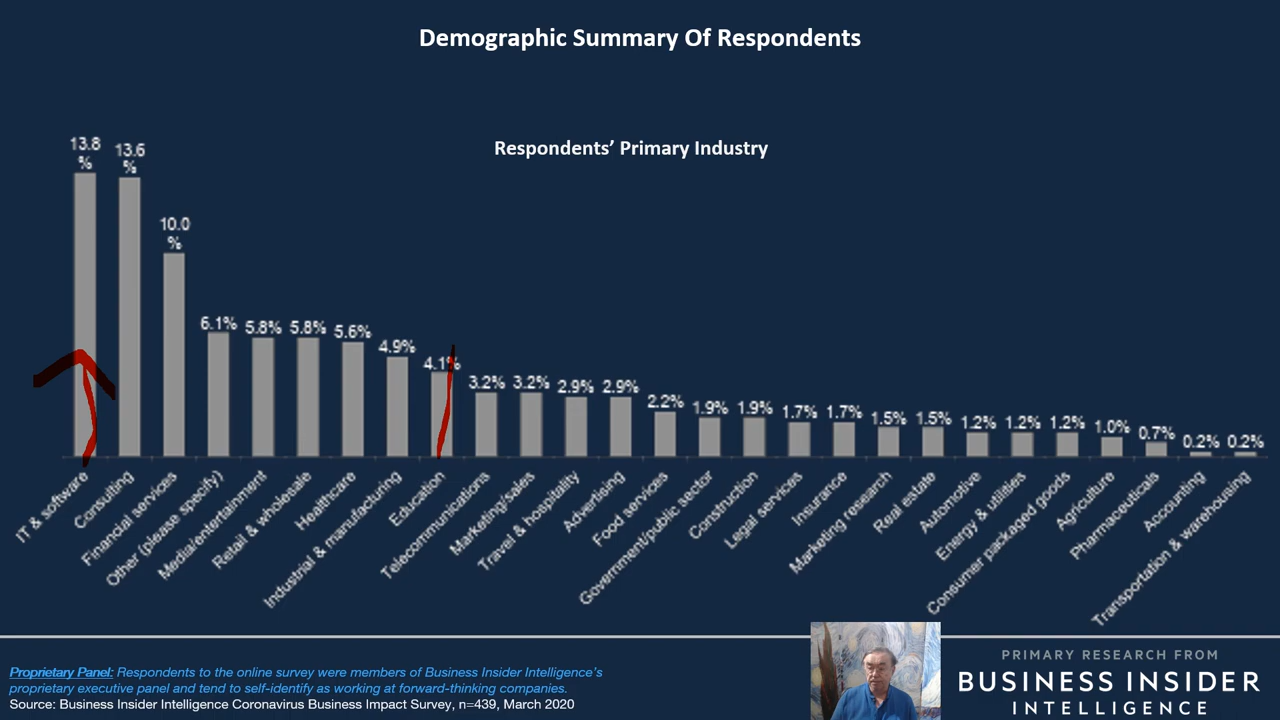 Demographic Summary Of Respondents
Respondents’ Primary Industry
13.8
%
13.6
%
10.0
%
6.1%
5.8%
5.8%
5.6%
4.9%
4.1%
3.2%
3.2%
2.9%
2.9%
2.2%
1.9%
1.9%
1.7%
1.7%
1.5%
1.5%
1.2%
1.2%
1.2%
1.0%
0.7%
0.2%
0.2%
IT & software
Consulting
Financial services
Other (please specify)
Media/entertainment
Retail & wholesale
Healthcare
Industrial & manufacturing
Education
Telecommunications
Marketing/sales
Travel & hospitality
Advertising
Food services
Government/public sector
Construction
Legal services
Insurance
Marketing research
Real estate
Automotive
Energy & utilities
Consumer packaged goods
Agriculture
Pharmaceuticals
Accounting
Transportation & warehousing
Proprietary Panel: Respondents to the online survey were members of Business Insider Intelligence’s
proprietary executive panel and tend to self-identify as working at forward-thinking companies.
Source: Business Insider Intelligence Coronavirus Business Impact Survey, n=439, March 2020
PRIMARY RESEARCH FROM
BUSINESS INSIDER
INTELLIGENCE